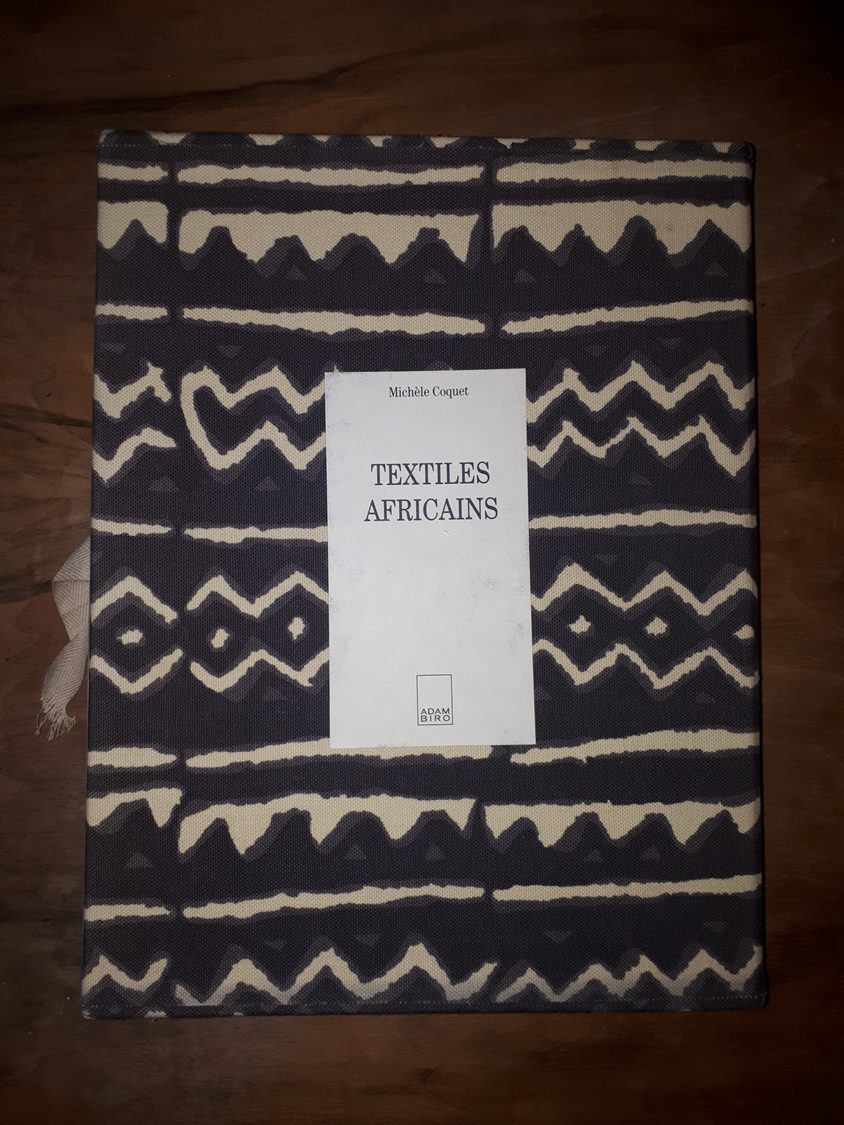 Michèle Coquet
TEXTILES
AFRICAINS
ADAM
BIRO